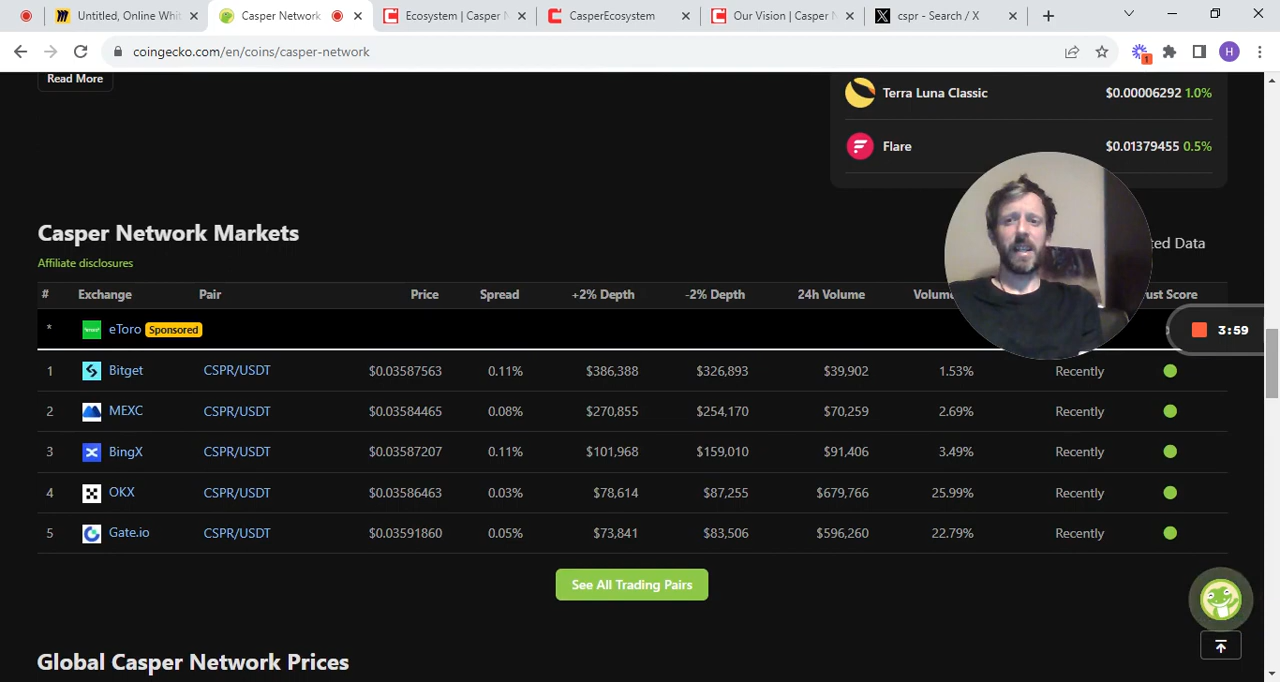 Untitled, Online Whit
Casper Network
Ecosystem | Casper N
CasperEcosystem
Our Vision | Casper N
cspr - Search / X
coingecko.com/en/coins/casper-network
1
H
Read More
Terra Luna Classic $0.00006292 1.0%
Flare $0.01379455 0.5%
Casper Network Markets
Affiliate disclosures
# Exchange Pair Price Spread +2% Depth -2% Depth 24h Volume
* eToro Sponsored
3:59
1 Bitget CSPR/USDT $0.03587563 0.11% $386,388 $326,893 $39,902 1.53% Recently
2 MEXC CSPR/USDT $0.03584465 0.08% $270,855 $254,170 $70,259 2.69% Recently
3 BingX CSPR/USDT $0.03587207 0.11% $101,968 $159,010 $91,406 3.49% Recently
4 OKX CSPR/USDT $0.03586463 0.03% $78,614 $87,255 $679,766 25.99% Recently
5 Gate.io CSPR/USDT $0.03591860 0.05% $73,841 $83,506 $596,260 22.79% Recently
See All Trading Pairs
Global Casper Network Prices